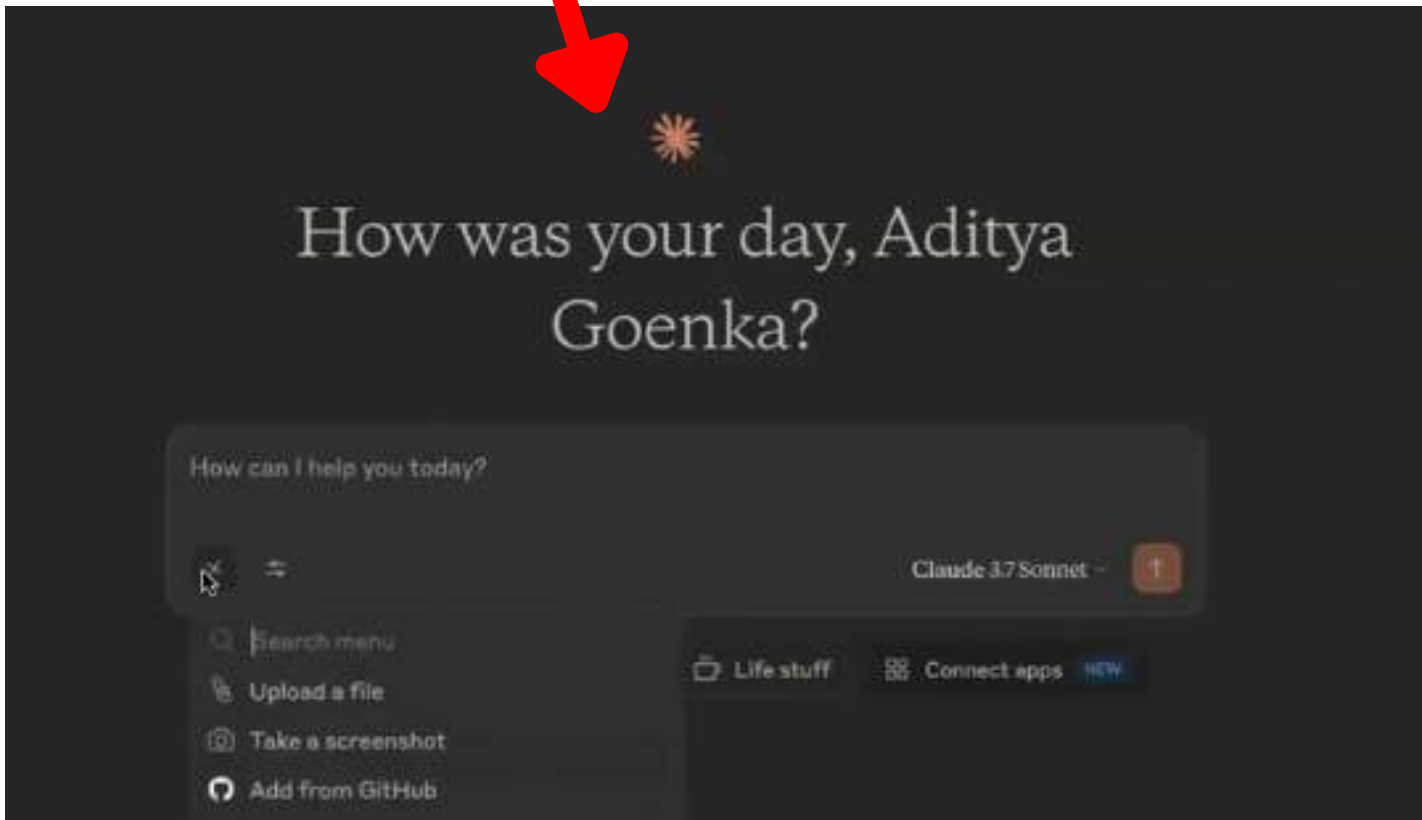 How was your day, Aditya
Goenka?
How can I help you today?
Claude 3.7 Sonnet
Search menu
Life stuff
Connect apps NEW
Upload a file
Take a screenshot
Add from GitHub